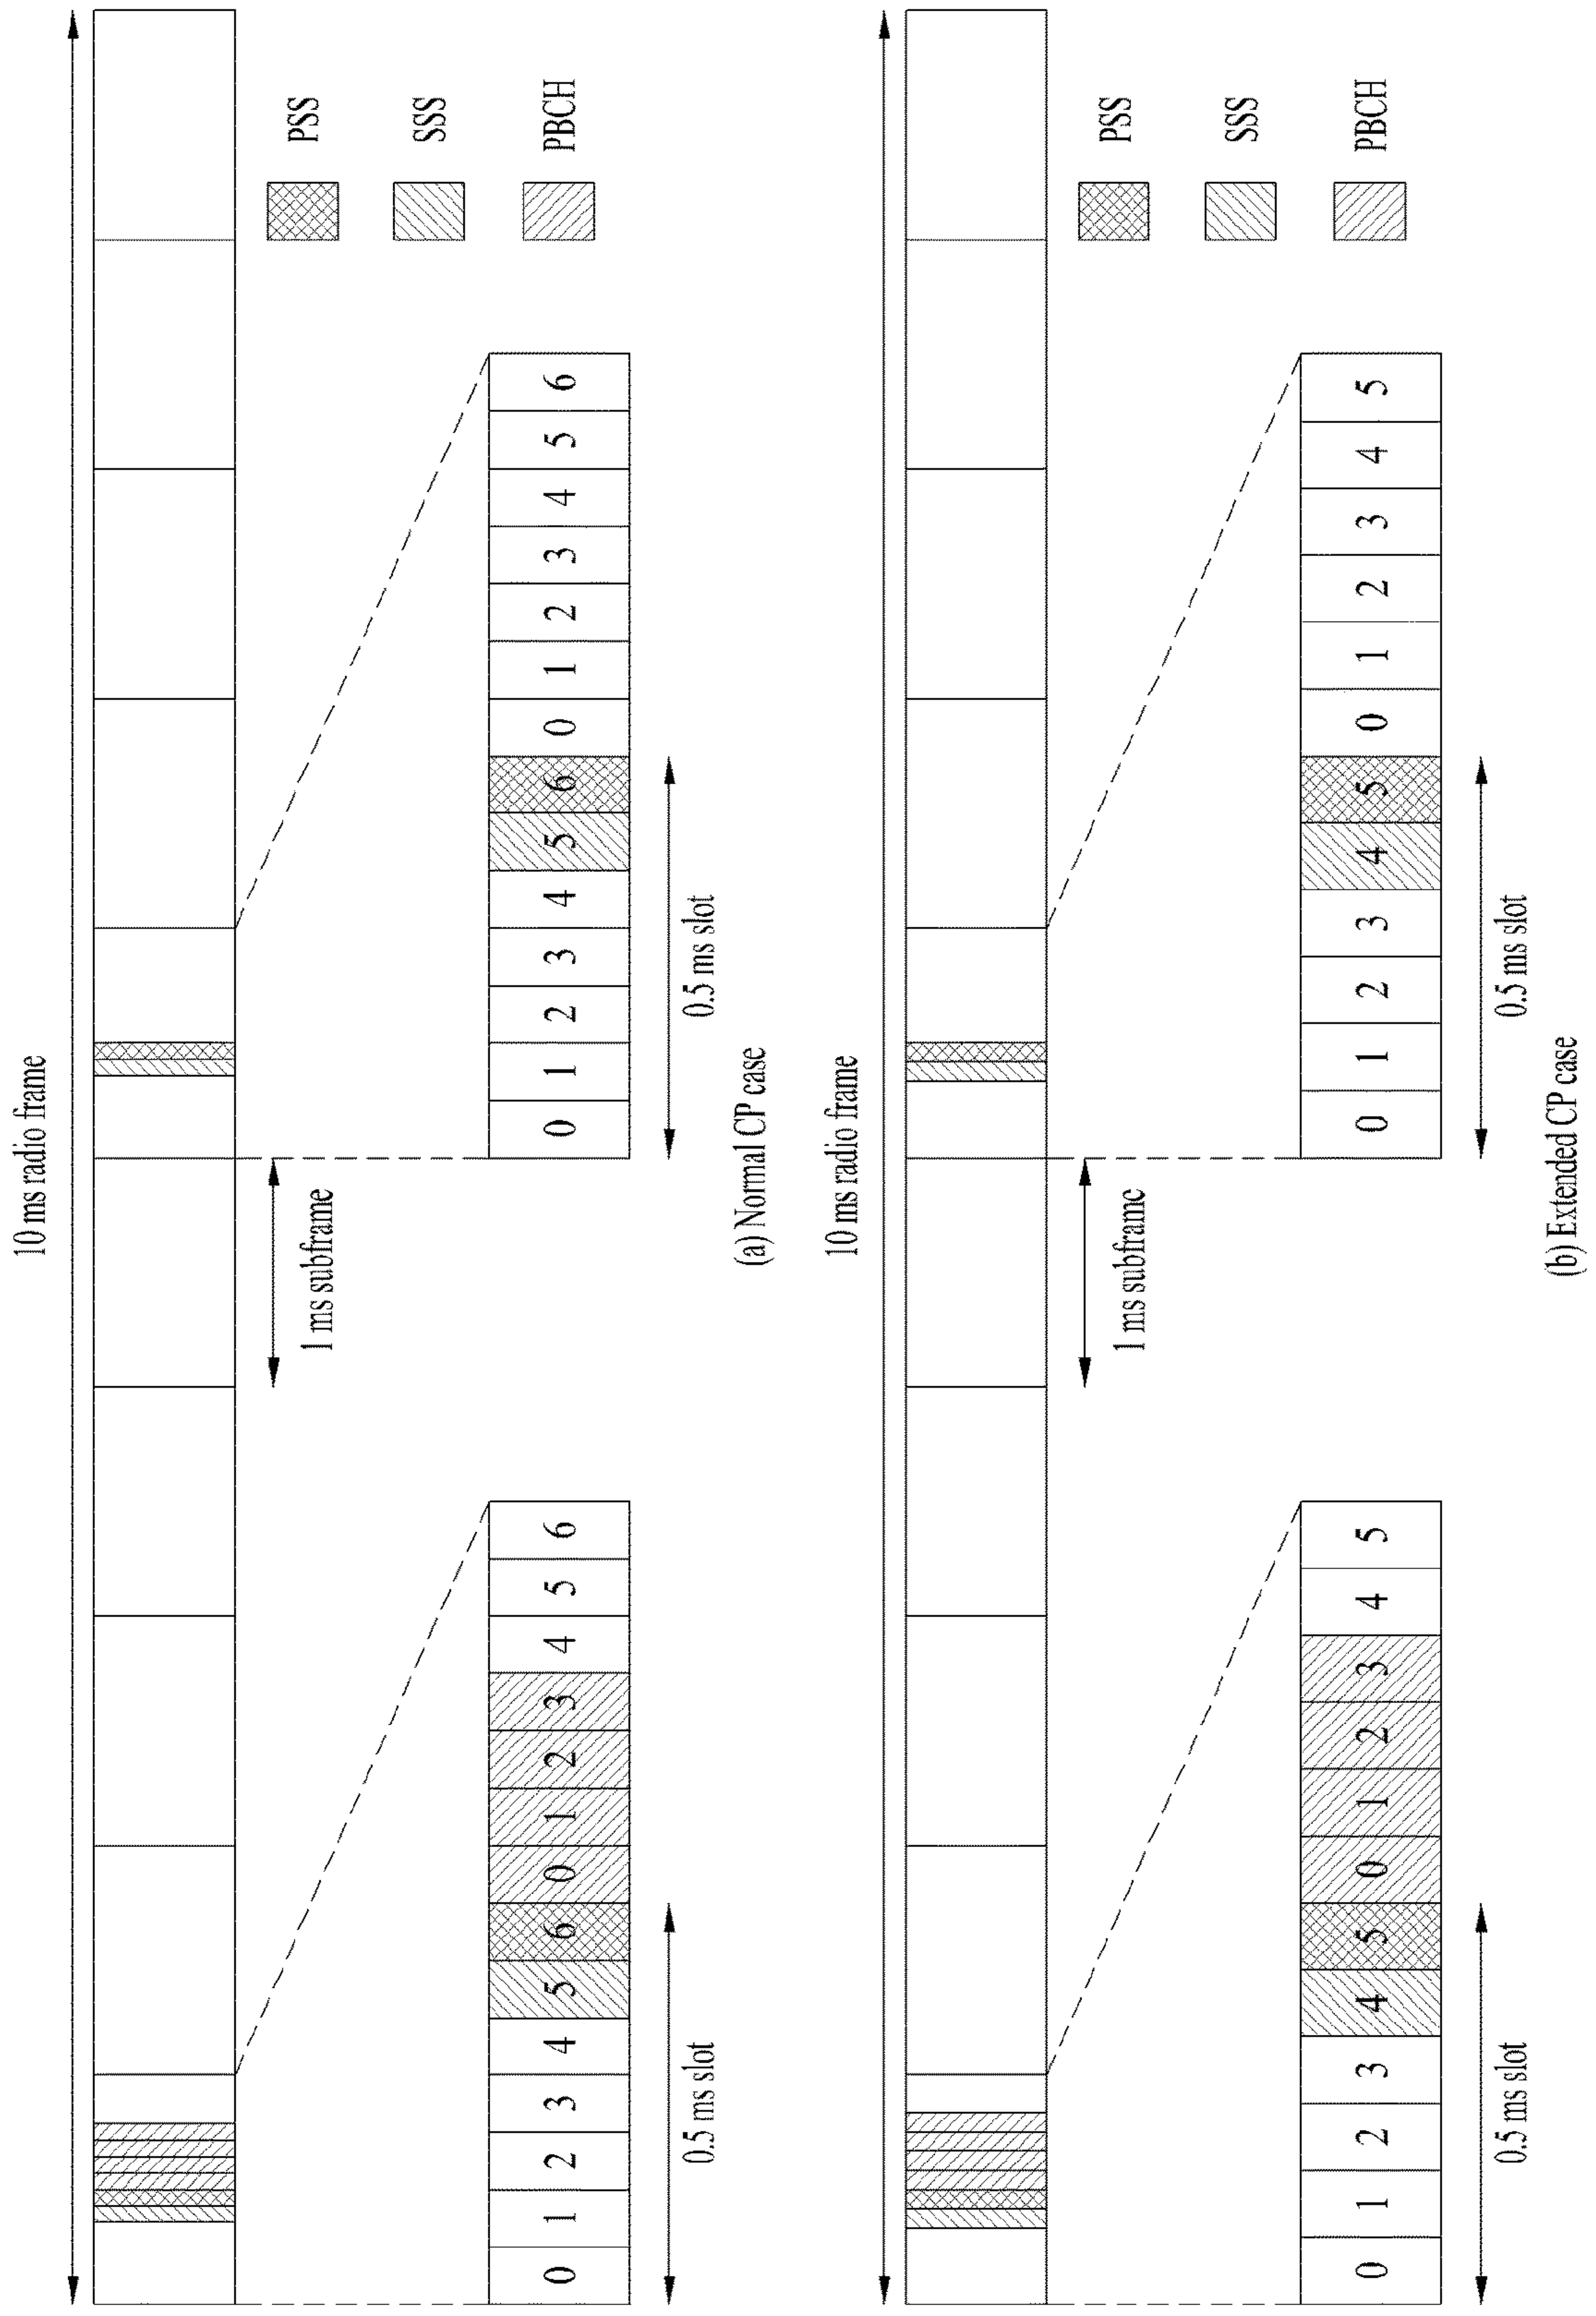 10 ms radio frame
1 ms subframe
PSS
SSS
PBCH
0 1 2 3 4 5 6 0 1 2 3 4 5 6
0 1 2 3 4 5 6 0 1 2 3 4 5 6
0.5 ms slot
0.5 ms slot
(a) Normal CP case
10 ms radio frame
1 ms subframe
PSS
SSS
PBCH
0 1 2 3 4 5 0 1 2 3 4 5
0 1 2 3 4 5 0 1 2 3 4 5
0.5 ms slot
0.5 ms slot
(b) Extended CP case